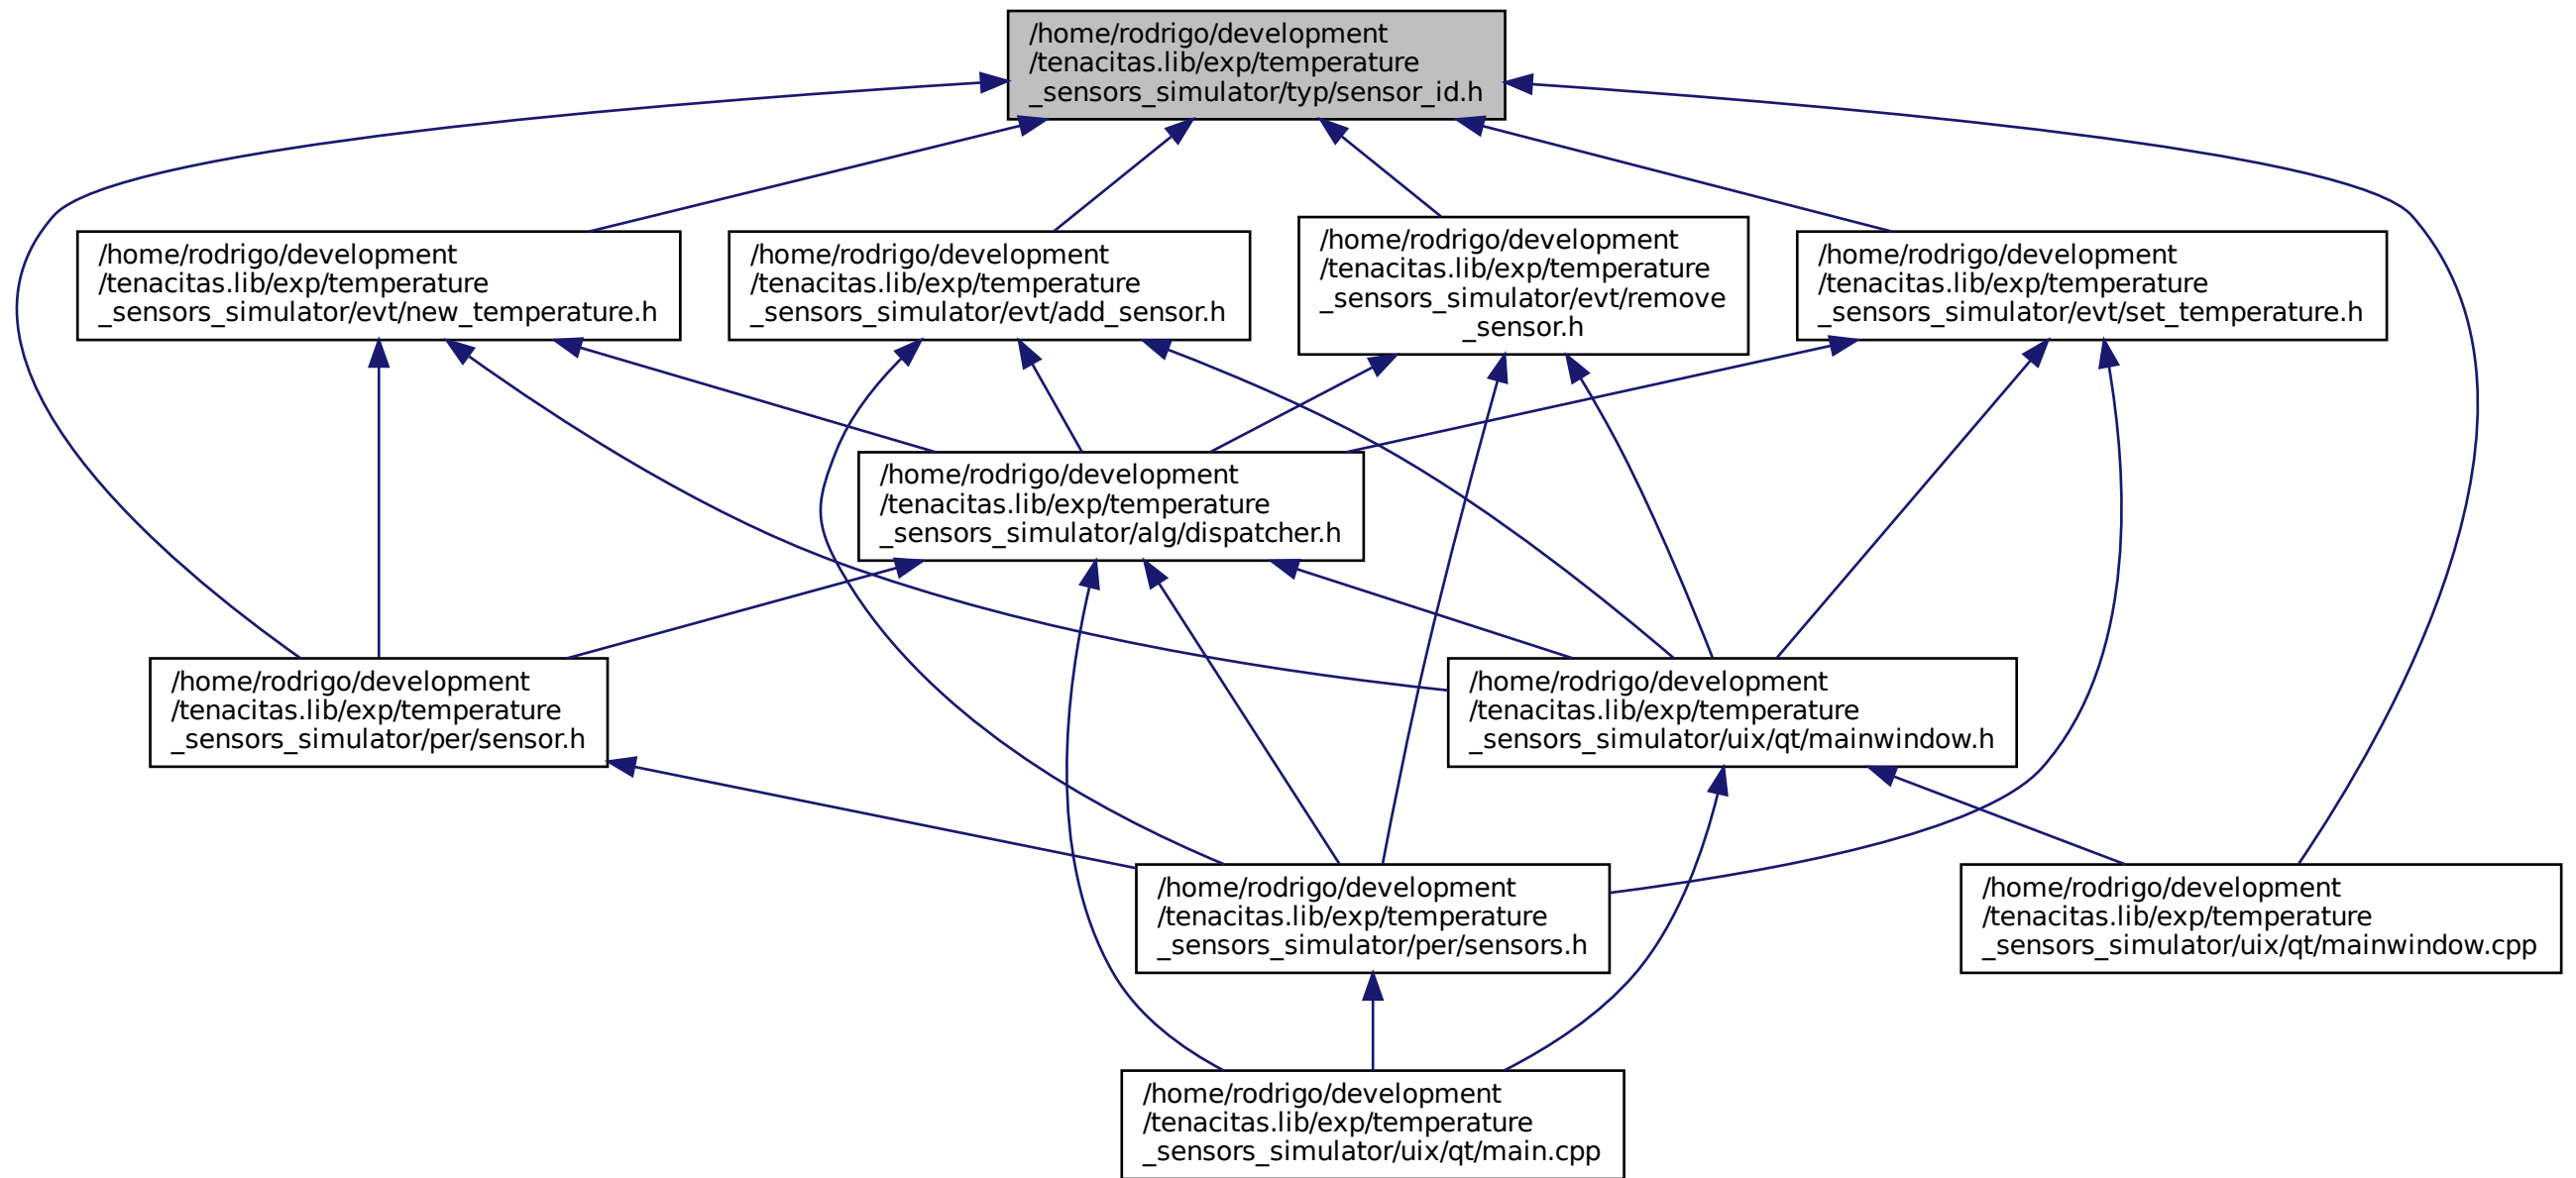 /home/rodrigo/development
/tenacitas.lib/exp/temperature
_sensors_simulator/typ/sensor_id.h
/home/rodrigo/development
/tenacitas.lib/exp/temperature
_sensors_simulator/evt/new_temperature.h
/home/rodrigo/development
/tenacitas.lib/exp/temperature
_sensors_simulator/evt/add_sensor.h
/home/rodrigo/development
/tenacitas.lib/exp/temperature
_sensors_simulator/evt/remove
_sensor.h
/home/rodrigo/development
/tenacitas.lib/exp/temperature
_sensors_simulator/evt/set_temperature.h
/home/rodrigo/development
/tenacitas.lib/exp/temperature
_sensors_simulator/alg/dispatcher.h
/home/rodrigo/development
/tenacitas.lib/exp/temperature
_sensors_simulator/per/sensor.h
/home/rodrigo/development
/tenacitas.lib/exp/temperature
_sensors_simulator/uix/qt/mainwindow.h
/home/rodrigo/development
/tenacitas.lib/exp/temperature
_sensors_simulator/per/sensors.h
/home/rodrigo/development
/tenacitas.lib/exp/temperature
_sensors_simulator/uix/qt/mainwindow.cpp
/home/rodrigo/development
/tenacitas.lib/exp/temperature
_sensors_simulator/uix/qt/main.cpp